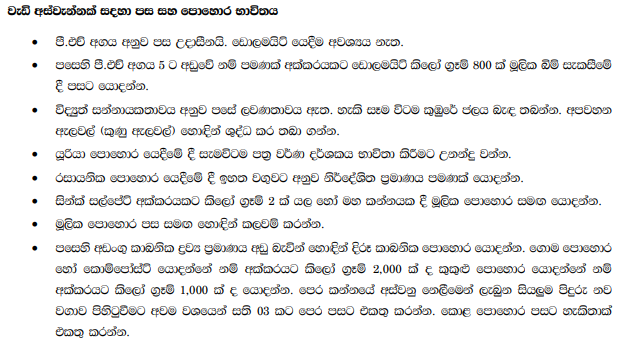 වැඩි අස්වැන්නක් සදහා පස සහ පොහොර භාවිතය
• පී.එච් අගය අනුව පස උදාසීනයි. ඩොලමයිට් යෙදීම අවශ්‍යය නැත.
• පසෙහි පී.එච් අගය 5 ට අඩුවේ නම් පමණක් අක්කරයකට ඩොලමයිට් කිලෝ ග්‍රෑම් 800 ක් මූලික බිම් සැකසීමේ
දී පසට යොදන්න.
• විද්‍යුත් සන්නායකතාවය අනුව පසේ ලවණතාවය ඇත. හැකි සෑම විටම කුඹුරේ ජලය බැඳ තබන්න. අපවහන
ඇලවල් (කුණු ඇලවල්) හොඳින් ශුද්ධ කර තබා ගන්න.
• යූරියා පොහොර යෙදීමේ දී සැමවිටම පත්‍ර වර්ණ දර්ශකය භාවිතා කිරීමට උනන්දු වන්න.
• රසායනික පොහොර යෙදීමේ දී ඉහත වගුවට අනුව නිර්දේශිත ප්‍රමාණය පමණක් යොදන්න.
• සින්ක් සල්පේට් අක්කරයකට කිලෝ ග්‍රෑම් 2 ක් යල හෝ මහ කන්නයක දී මූලික පොහොර සමඟ යොදන්න.
• මූලික පොහොර පස සමඟ හොඳින් කලවම් කරන්න.
• පසෙහි අඩංගු කාබනික ද්‍රව්‍ය ප්‍රමාණය අඩු බැවින් හොඳින් දිරූ කාබනික පොහොර යොදන්න. ගොම පොහොර
හෝ කොම්පෝස්ට් යොදන්නේ නම් අක්කරයට කිලෝ ග්‍රෑම් 2,000 ක් ද කුකුළු පොහොර යොදන්නේ නම්
අක්කරයට කිලෝ ග්‍රෑම් 1,000 ක් ද යොදන්න. පෙර කන්නයේ අස්වනු නෙලීමෙන් ලැබුන සියලුම පිදුරු නව
වගාව පිහිටුවීමට අවම වශයෙන් සති 03 කට පෙර පසට එකතු කරන්න. කොළ පොහොර පසට හැකිතාක්
එකතු කරන්න.